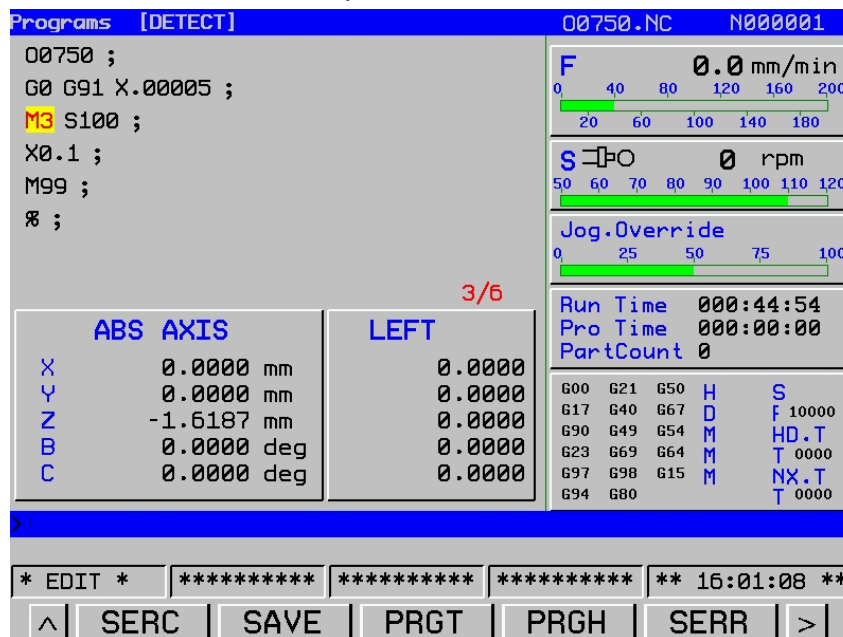 Programs [DETECT] O0750.NC N000001
O0750 ;
G0 G91 X.00005 ;
M3 S100 ;
X0.1 ;
M99 ;
% ;
3/6
F 0.0 mm/min
0 40 80 120 160 200
20 60 100 140 180
S 0 rpm
50 60 70 80 90 100 110 120
Jog.Override
0 25 50 75 100
Run Time 000:44:54
Pro Time 000:00:00
PartCount 0
ABS AXIS LEFT
X 0.0000 mm 0.0000
Y 0.0000 mm 0.0000
Z -1.6187 mm 0.0000
B 0.0000 deg 0.0000
C 0.0000 deg 0.0000
G00 G21 G50 H S
G17 G40 G67 D F 10000
G90 G49 G54 M HD.T
G23 G69 G64 M T 0000
G97 G98 G15 M NX.T
G94 G80 T 0000
>
* EDIT * ********** ********** ********** ** 16:01:08 **
^ SERC SAVE PRGT PRGH SERR >